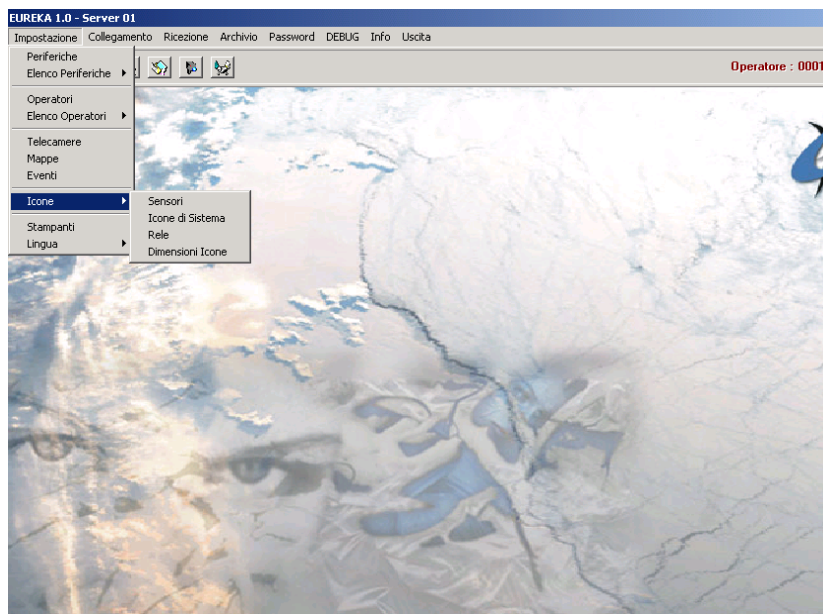 EUREKA 1.0 - Server 01
Impostazione Collegamento Ricezione Archivio Password DEBUG Info Uscita
Operatore : 0001
Periferiche
Elenco Periferiche
Operatori
Elenco Operatori
Telecamere
Mappe
Eventi
Icone
Stampanti
Lingua
Sensori
Icone di Sistema
Rele
Dimensioni Icone